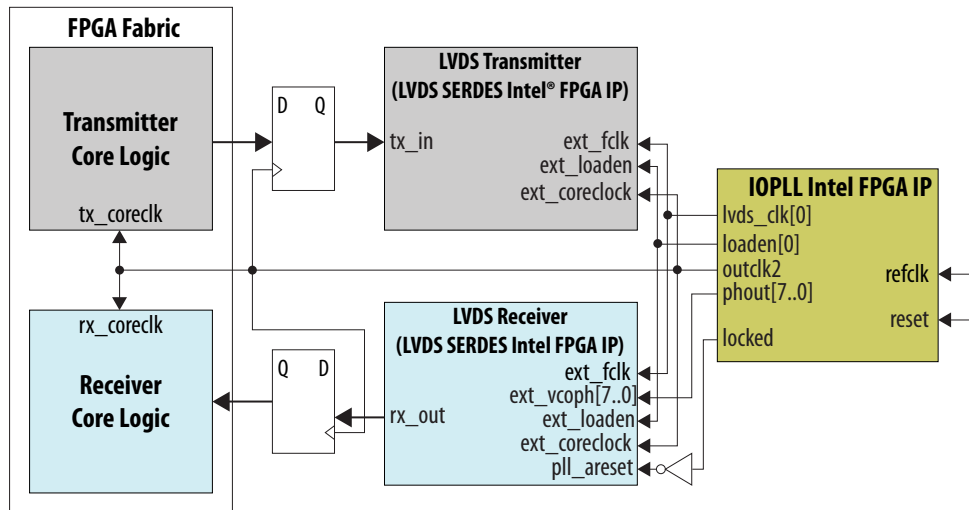 FPGA Fabric
Transmitter
Core Logic
tx_coreclk
D Q
LVDS Transmitter
(LVDS SERDES Intel® FPGA IP)
tx_in
ext_fclk
ext_loaden
ext_coreclock
IOPLL Intel FPGA IP
lvds_clk[0]
loaden[0]
outclk2
phout[7..0]
locked
refclk
reset
rx_coreclk
Receiver
Core Logic
Q D
LVDS Receiver
(LVDS SERDES Intel FPGA IP)
rx_out
ext_fclk
ext_vcoph[7..0]
ext_loaden
ext_coreclock
pll_areset